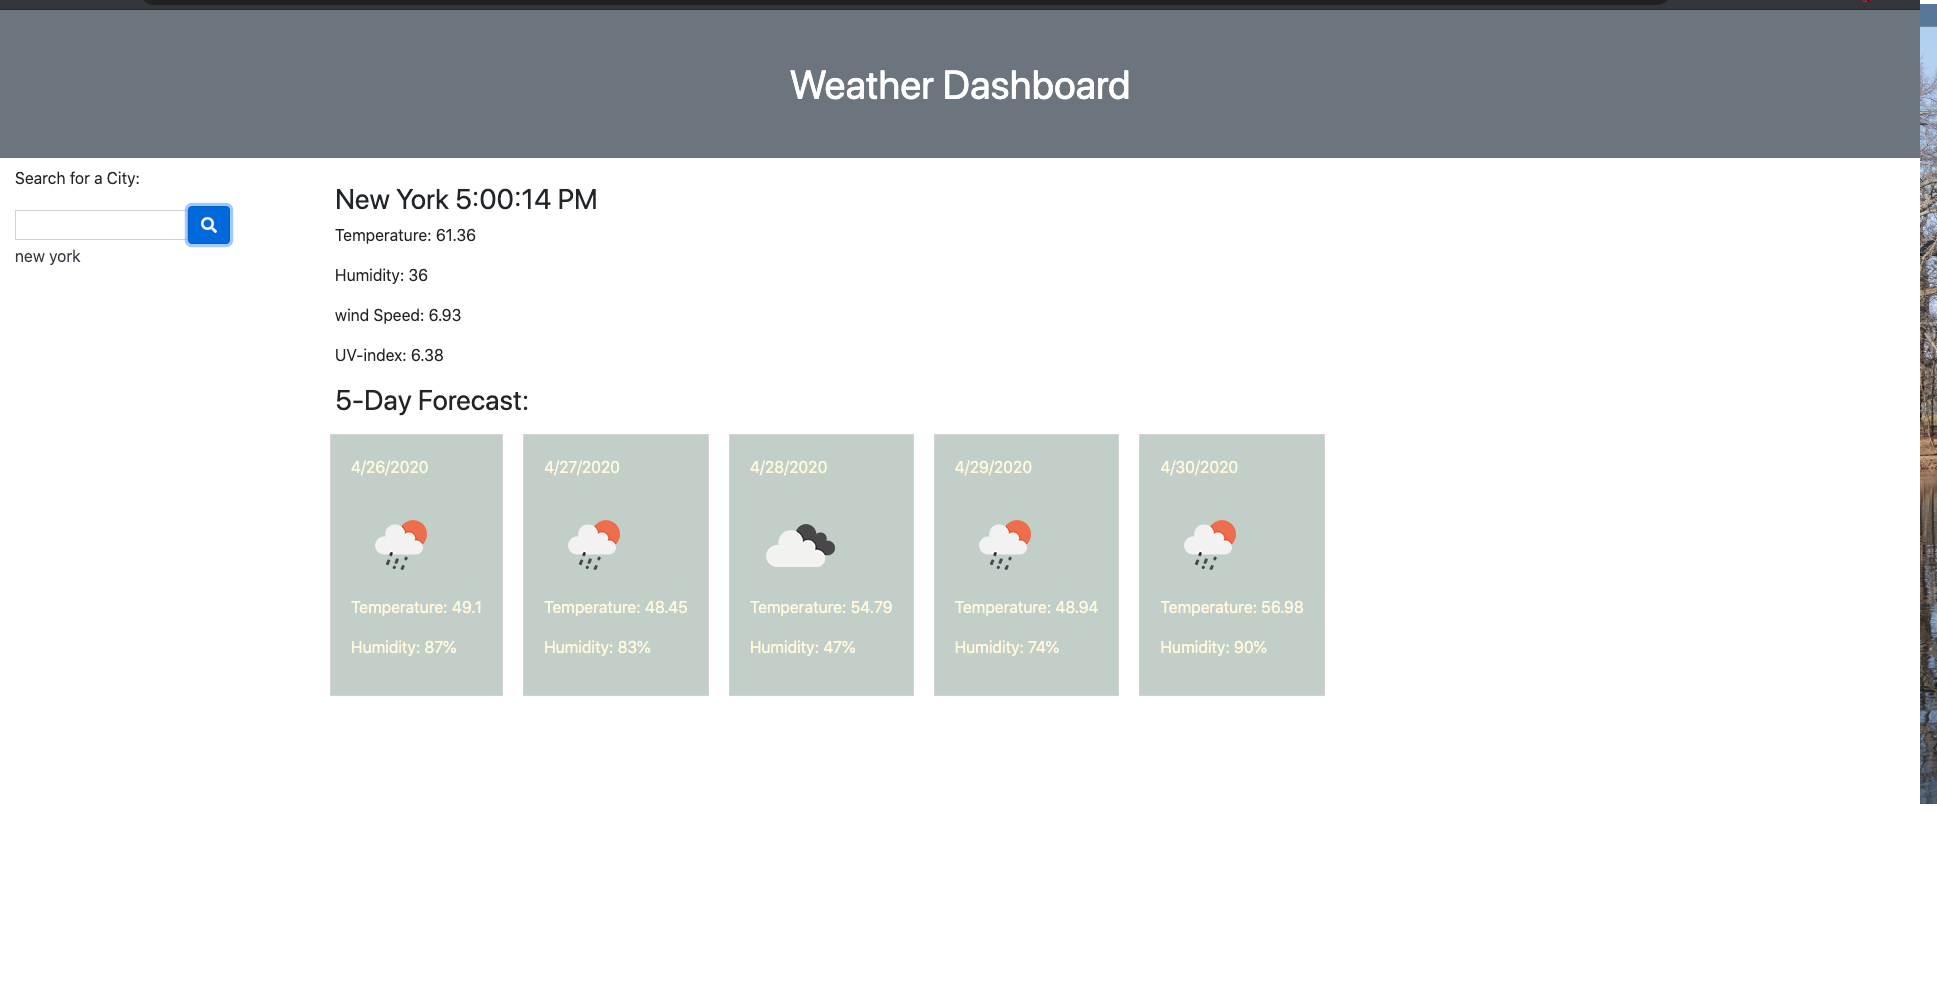 Weather Dashboard
Search for a City:
new york
New York 5:00:14 PM
Temperature: 61.36
Humidity: 36
wind Speed: 6.93
UV-index: 6.38
5-Day Forecast:
4/26/2020
Temperature: 49.1
Humidity: 87%
4/27/2020
Temperature: 48.45
Humidity: 83%
4/28/2020
Temperature: 54.79
Humidity: 47%
4/29/2020
Temperature: 48.94
Humidity: 74%
4/30/2020
Temperature: 56.98
Humidity: 90%